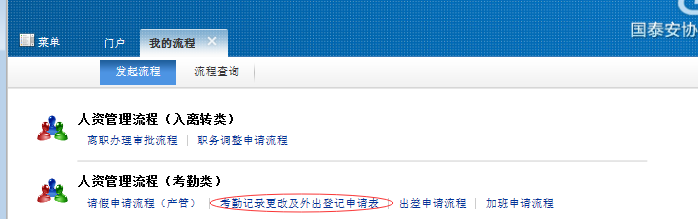 国泰安协
菜单 门户 我的流程
发起流程 流程查询
人资管理流程（入离转类）
离职办理审批流程 职务调整申请流程
人资管理流程（考勤类）
请假申请流程（产管） 考勤记录更改及外出登记申请表 出差申请流程 加班申请流程